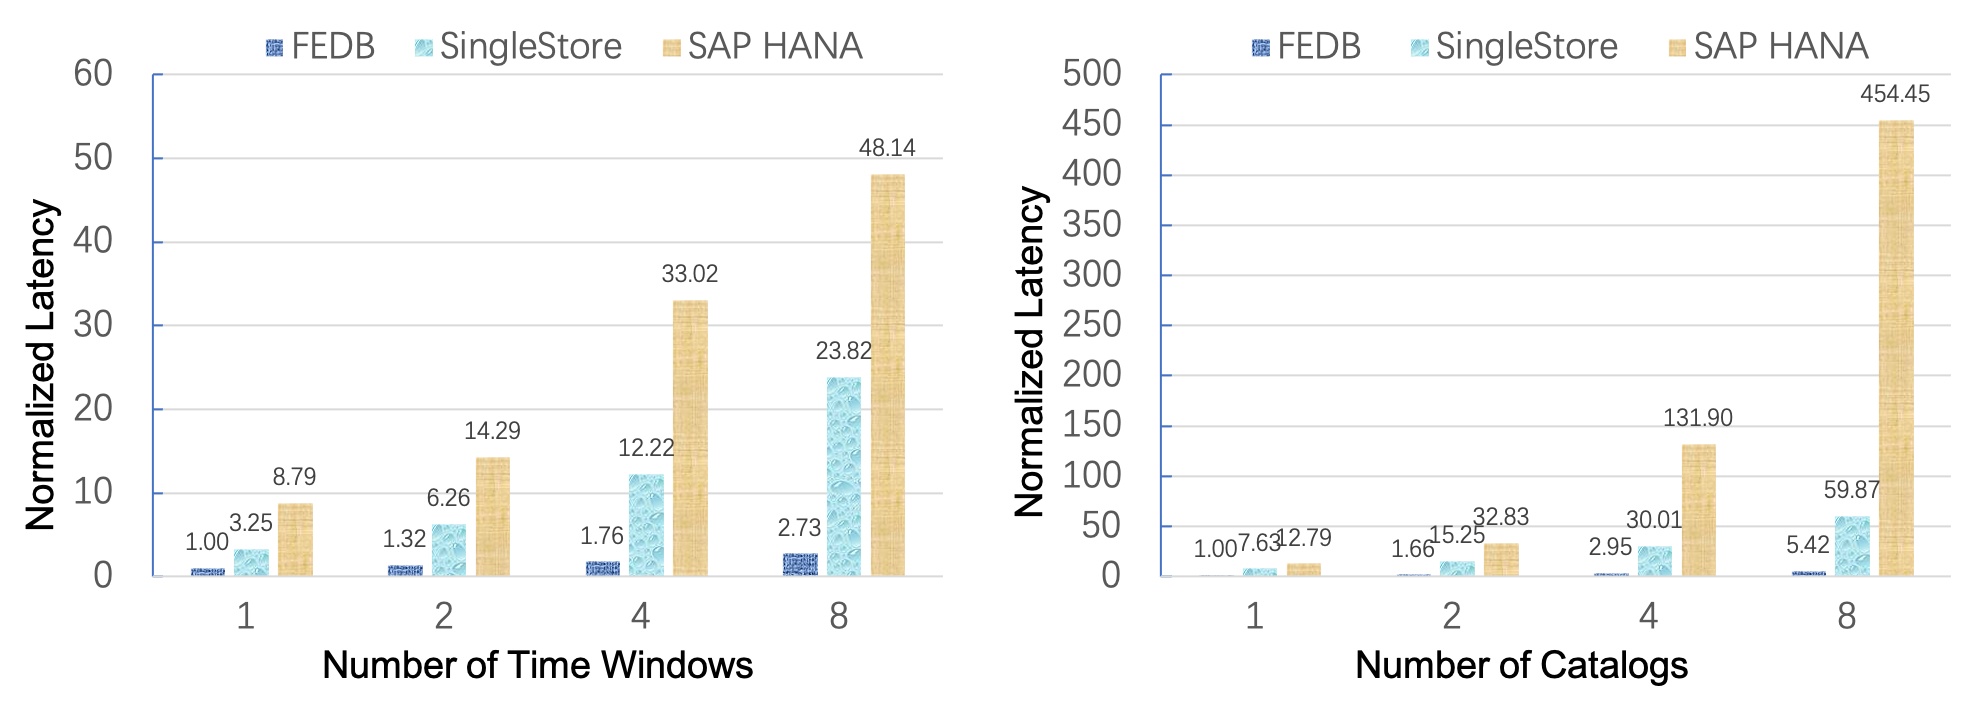 FEDB SingleStore SAP HANA
60
50
40
30
20
10
0
Normalized Latency
1.00 3.25 8.79
1.32 6.26 14.29
1.76 12.22 33.02
2.73 23.82 48.14
1 2 4 8
Number of Time Windows
FEDB SingleStore SAP HANA
500
450
400
350
300
250
200
150
100
50
0
Normalized Latency
1.00 7.63 12.79
1.66 15.25 32.83
2.95 30.01 131.90
5.42 59.87 454.45
1 2 4 8
Number of Catalogs